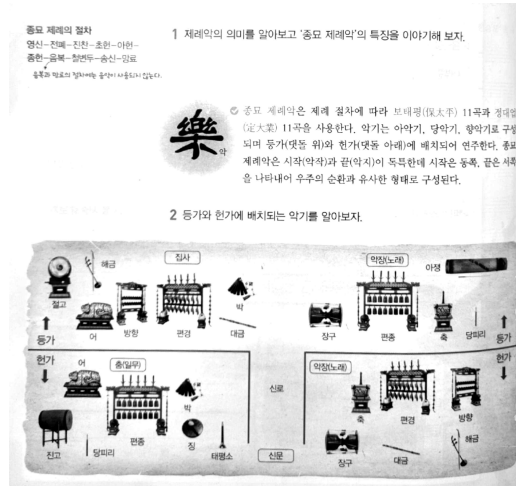 종묘 제례의 절차
영신-전폐-진찬-초헌-아헌-
종헌-음복-철변두-송신-망료
음복과 망료의 절차에는 음악이 사용되지 않는다.
1 제례악의 의미를 알아보고 '종묘 제례악'의 특징을 이야기해 보자.
樂
악
종묘 제례악은 제례 절차에 따라 보태평(保太平) 11곡과 정대업
(定大業) 11곡을 사용한다. 악기는 아악기, 당악기, 향악기로 구성
되며 등가(댓돌 위)와 헌가(댓돌 아래)에 배치되어 연주한다. 종묘
제례악은 시작(악작)과 끝(악지)이 독특한데 시작은 동쪽, 끝은 서쪽
을 나타내어 우주의 순환과 유사한 형태로 구성된다.
2 등가와 헌가에 배치되는 악기를 알아보자.
해금 집사 악장(노래) 아쟁
절고 어 방향 편경 박 대금 장구 편종 축 당피리
등가 등가
헌가 헌가
어 춤(일무) 박 신로 악장(노래) 축 편경 방향
진고 당피리 편종 징 태평소 신문 장구 대금 해금